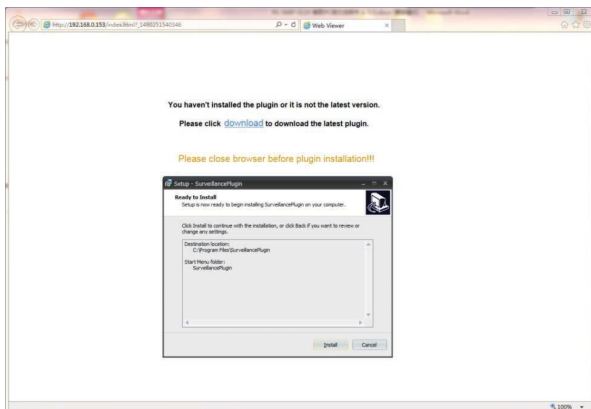 http://192.168.0.153/index.html?_1490151540346
Web Viewer
You haven't installed the plugin or it is not the latest version.
Please click download to download the latest plugin.
Please close browser before plugin installation!!!
Setup - SurveillancePlugin
Ready to Install
Setup is now ready to begin installing SurveillancePlugin on your computer.
Click Install to continue with the installation, or click Back if you want to review or
change any settings.
Destination location:
C:\Program Files\SurveillancePlugin
Start Menu folder:
SurveillancePlugin
Install
Cancel
100%